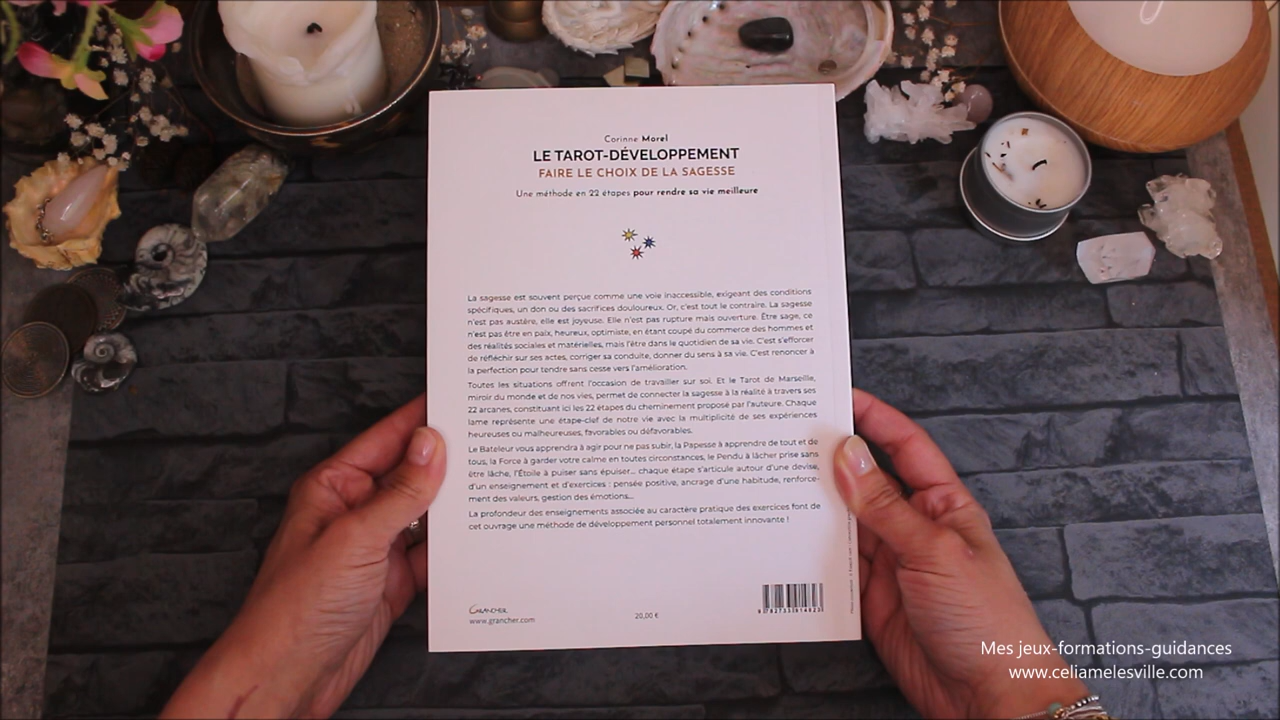 Corinne Morel
LE TAROT-DÉVELOPPEMENT
FAIRE LE CHOIX DE LA SAGESSE
Une méthode en 22 étapes pour rendre sa vie meilleure
La sagesse est souvent perçue comme une voie inaccessible, exigeant des conditions
spécifiques, un don ou des sacrifices douloureux. Or, c'est tout le contraire. La sagesse
n'est pas austère, elle est joyeuse. Elle n'est pas rupture mais ouverture. Être sage, ce
n'est pas être en paix, heureux, optimiste, en étant coupé du commerce des hommes et
des réalités sociales et matérielles, mais l'être dans le quotidien de sa vie. C'est s'efforcer
de réfléchir sur ses actes, corriger sa conduite, donner du sens à sa vie. C'est renoncer à
la perfection pour tendre sans cesse vers l'amélioration.
Toutes les situations offrent l'occasion de travailler sur soi. Et le Tarot de Marseille,
miroir du monde et de nos vies, permet de connecter la sagesse à la réalité à travers ses
22 arcanes, constituant ici les 22 étapes du cheminement proposé par l'auteure. Chaque
lame représente une étape-clef de notre vie avec la multiplicité de ses expériences
heureuses ou malheureuses, favorables ou défavorables.
Le Bateleur vous apprendra à agir pour ne pas subir, la Papesse à apprendre de tout et de
tous, la Force à garder votre calme en toutes circonstances, le Pendu à lâcher prise sans
être lâche, l'Étoile à puiser sans épuiser... chaque étape s'articule autour d'une devise,
d'un enseignement et d'exercices : pensée positive, ancrage d'une habitude, renforce-
ment des valeurs, gestion des émotions...
La profondeur des enseignements associée au caractère pratique des exercices font de
cet ouvrage une méthode de développement personnel totalement innovante !
GRANCHER
www.grancher.com
20,00 €
Mes jeux-formations-guidances
www.celiamelesville.com